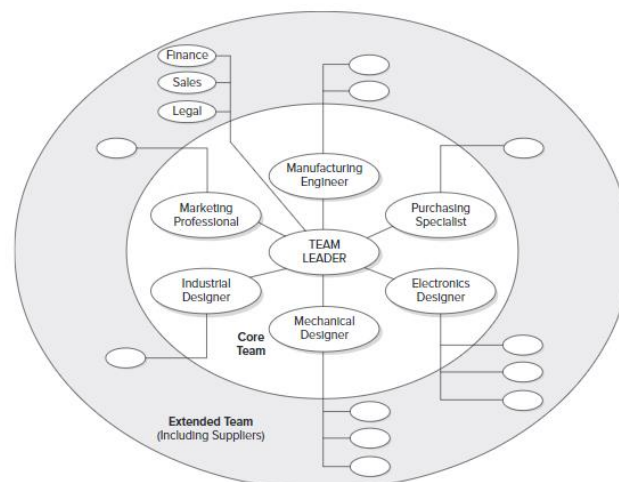 Finance
Sales
Legal
Manufacturing
Engineer
Marketing
Professional
Purchasing
Specialist
TEAM
LEADER
Industrial
Designer
Electronics
Designer
Mechanical
Designer
Core
Team
Extended Team
(Including Suppliers)